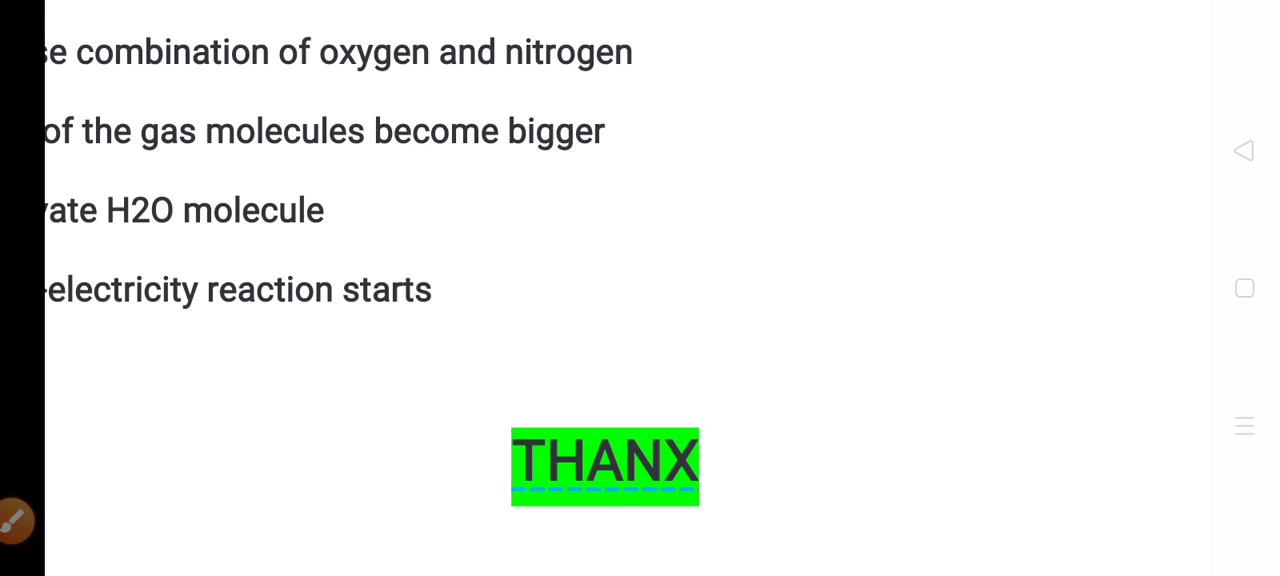 combination of oxygen and nitrogen
of the gas molecules become bigger
H2O molecule
electricity reaction starts
THANX